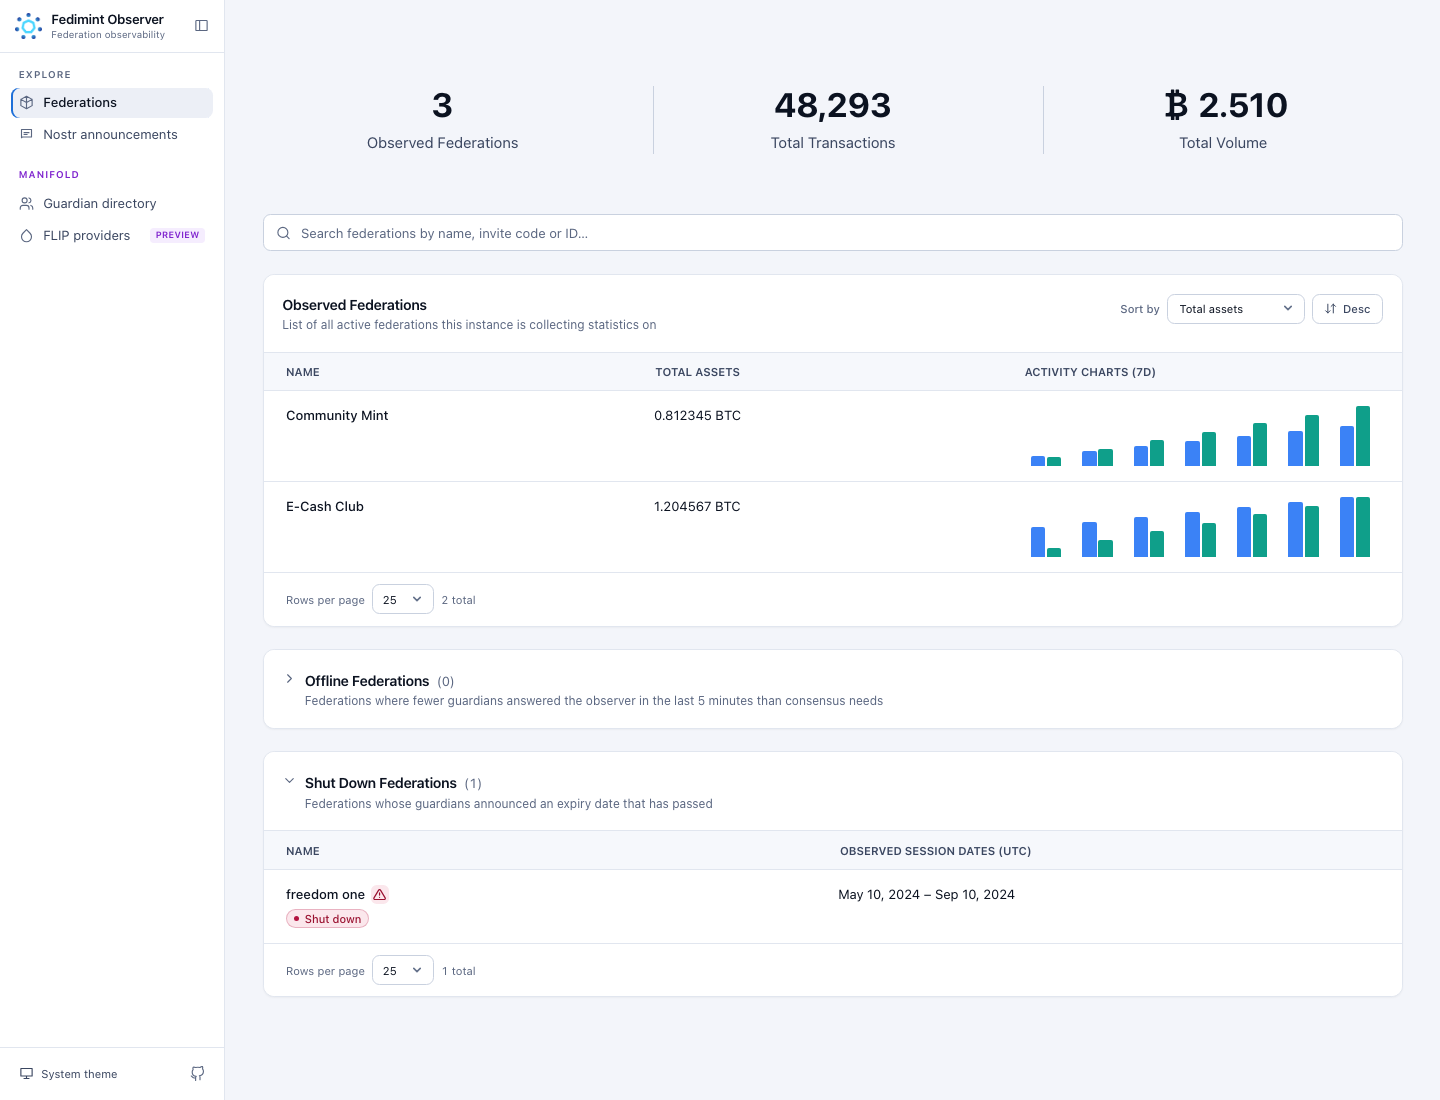 Fedimint Observer
Federation observability
EXPLORE
Federations
Nostr announcements
MANIFOLD
Guardian directory
FLIP providers PREVIEW
System theme
3
Observed Federations
48,293
Total Transactions
₿ 2.510
Total Volume
Search federations by name, invite code or ID...
Observed Federations
List of all active federations this instance is collecting statistics on
Sort by Total assets Desc
NAME TOTAL ASSETS ACTIVITY CHARTS (7D)
Community Mint 0.812345 BTC
E-Cash Club 1.204567 BTC
Rows per page 25 2 total
Offline Federations (0)
Federations where fewer guardians answered the observer in the last 5 minutes than consensus needs
Shut Down Federations (1)
Federations whose guardians announced an expiry date that has passed
NAME OBSERVED SESSION DATES (UTC)
freedom one May 10, 2024 – Sep 10, 2024
Shut down
Rows per page 25 1 total